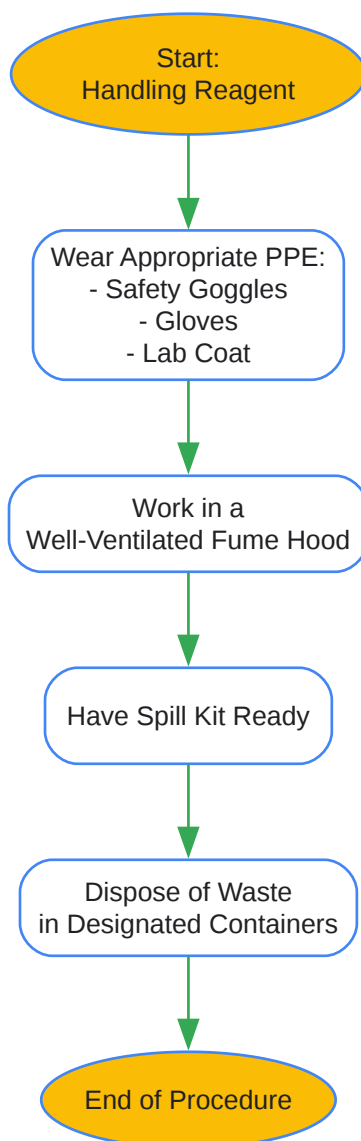 Start:
Handling Reagent
Wear Appropriate PPE:
- Safety Goggles
- Gloves
- Lab Coat
Work in a
Well-Ventilated Fume Hood
Have Spill Kit Ready
Dispose of Waste
in Designated Containers
End of Procedure